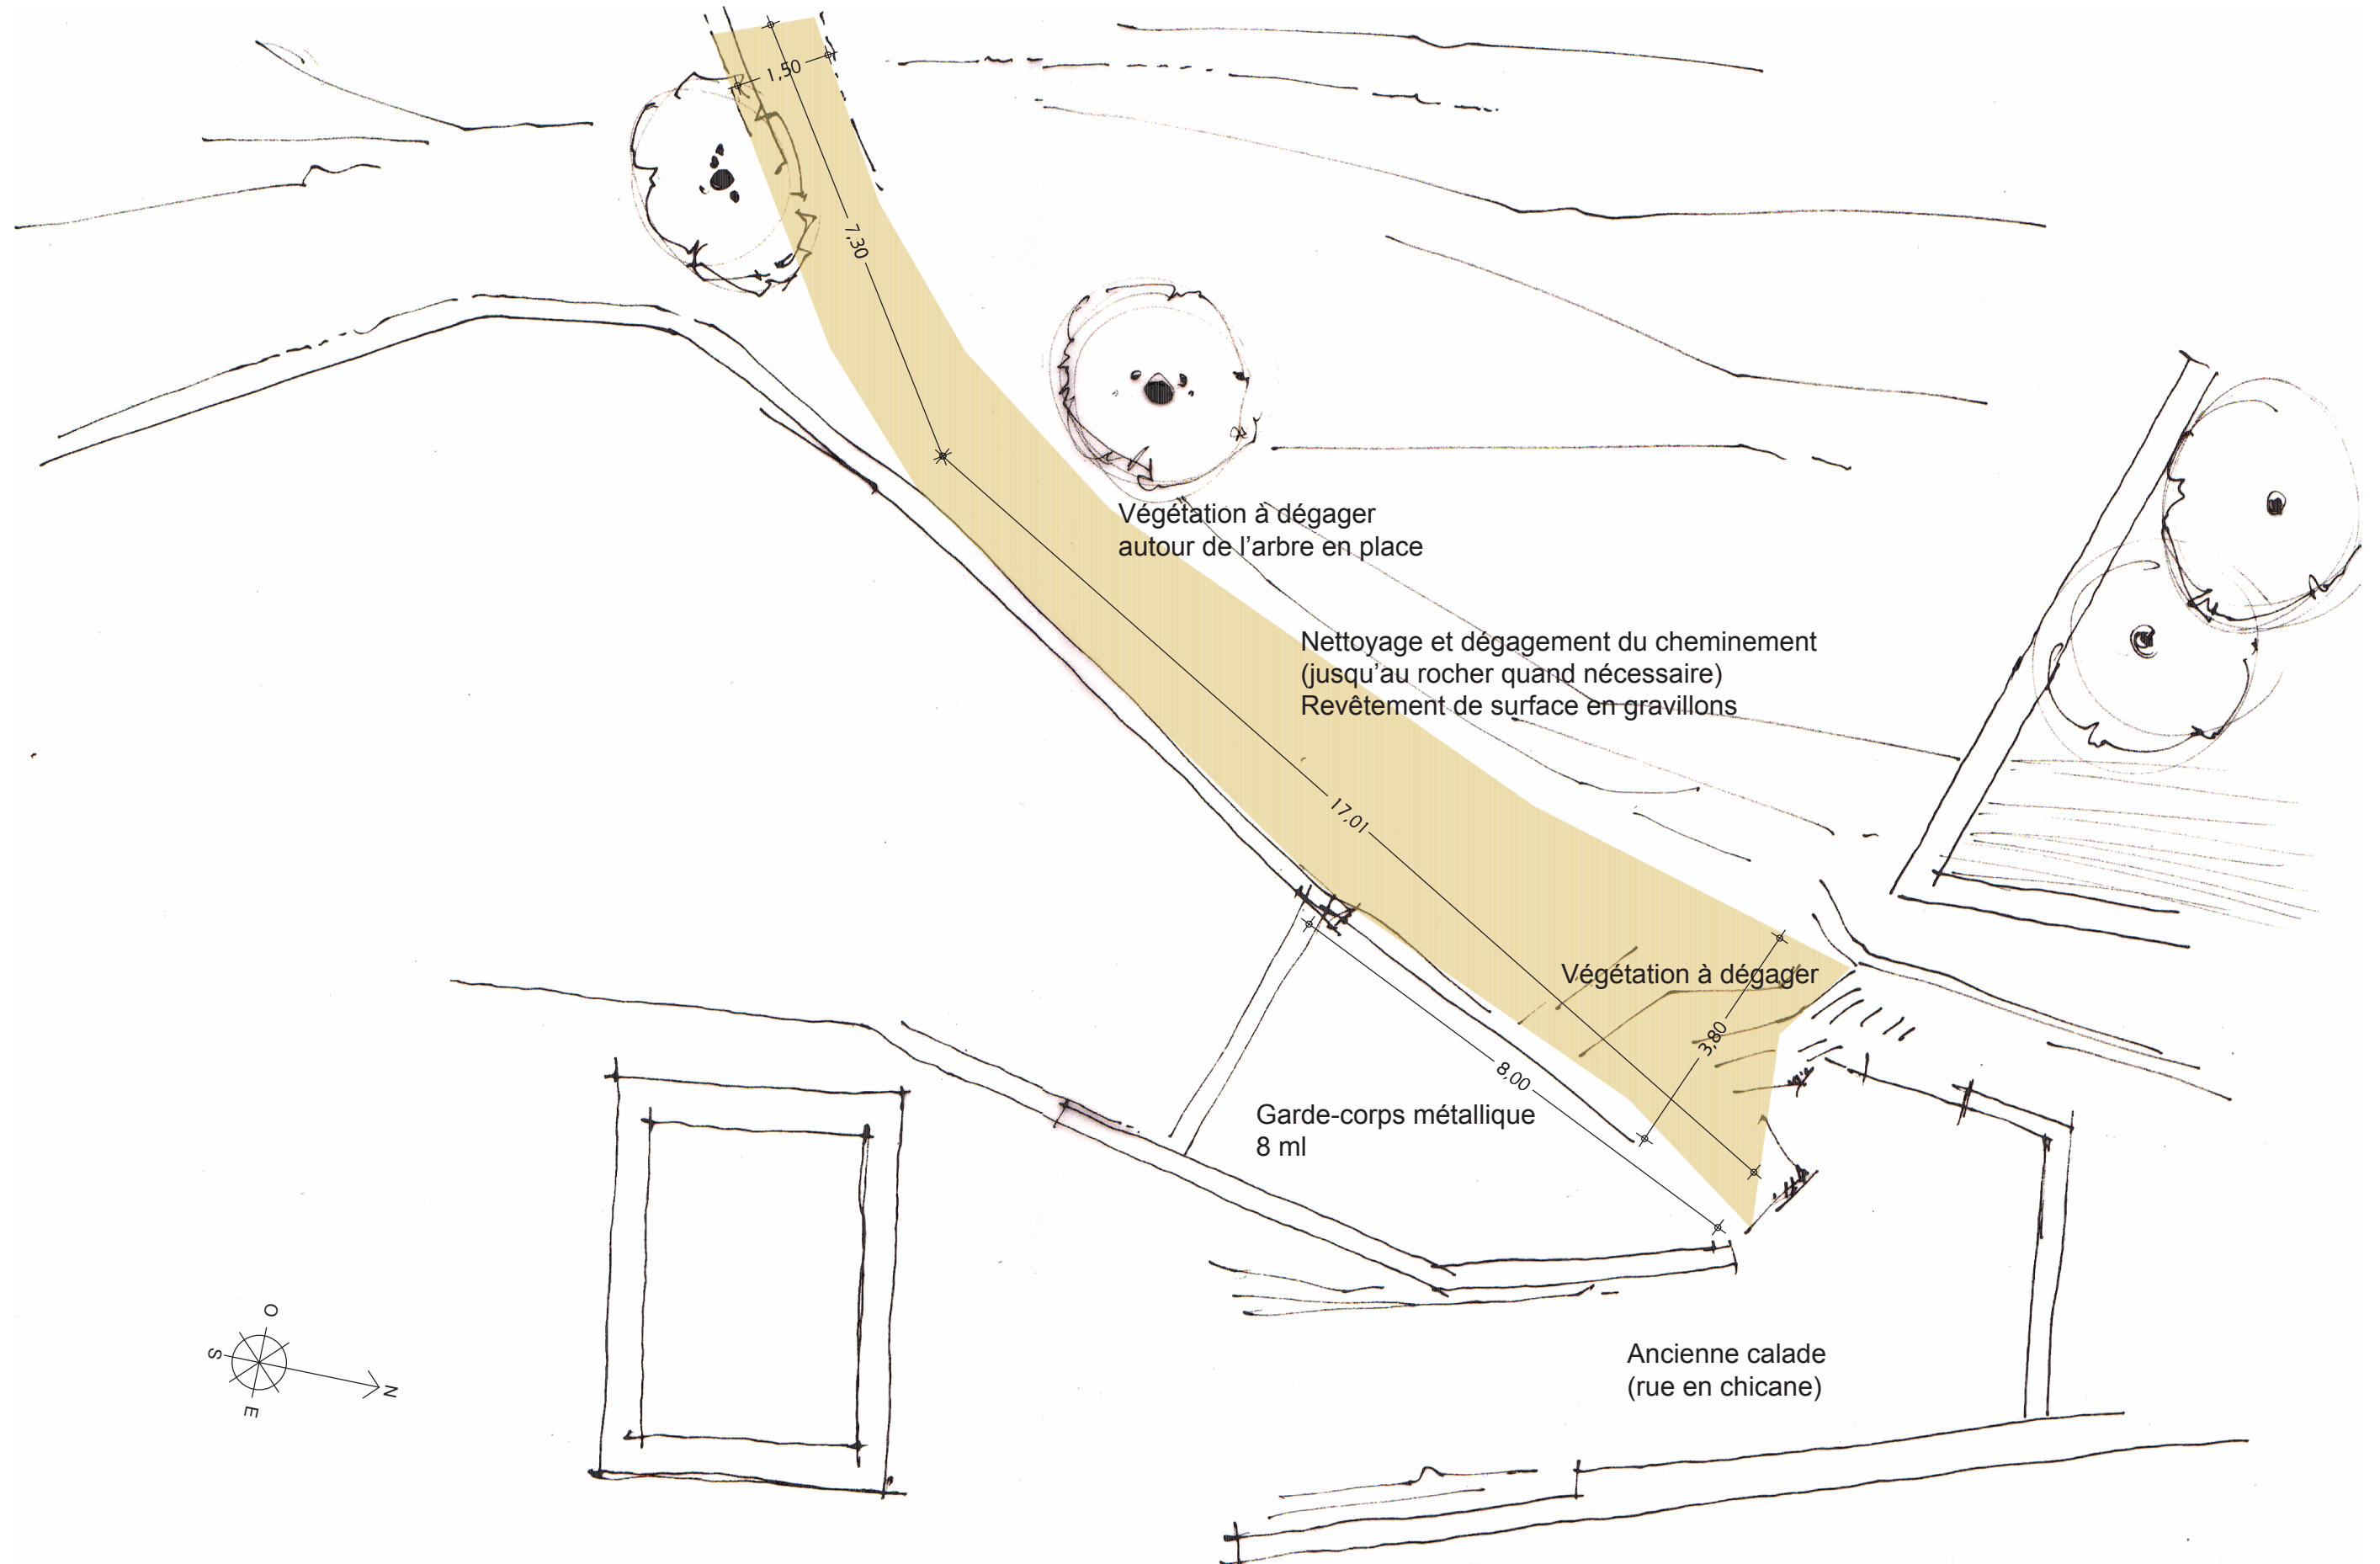 1,50
7,30
Végétation à dégager
autour de l'arbre en place
Nettoyage et dégagement du cheminement
(jusqu'au rocher quand nécessaire)
Revêtement de surface en gravillons
17,01
Végétation à dégager
3,80
8,00
Garde-corps métallique
8 ml
Ancienne calade
(rue en chicane)
O
S
N
E